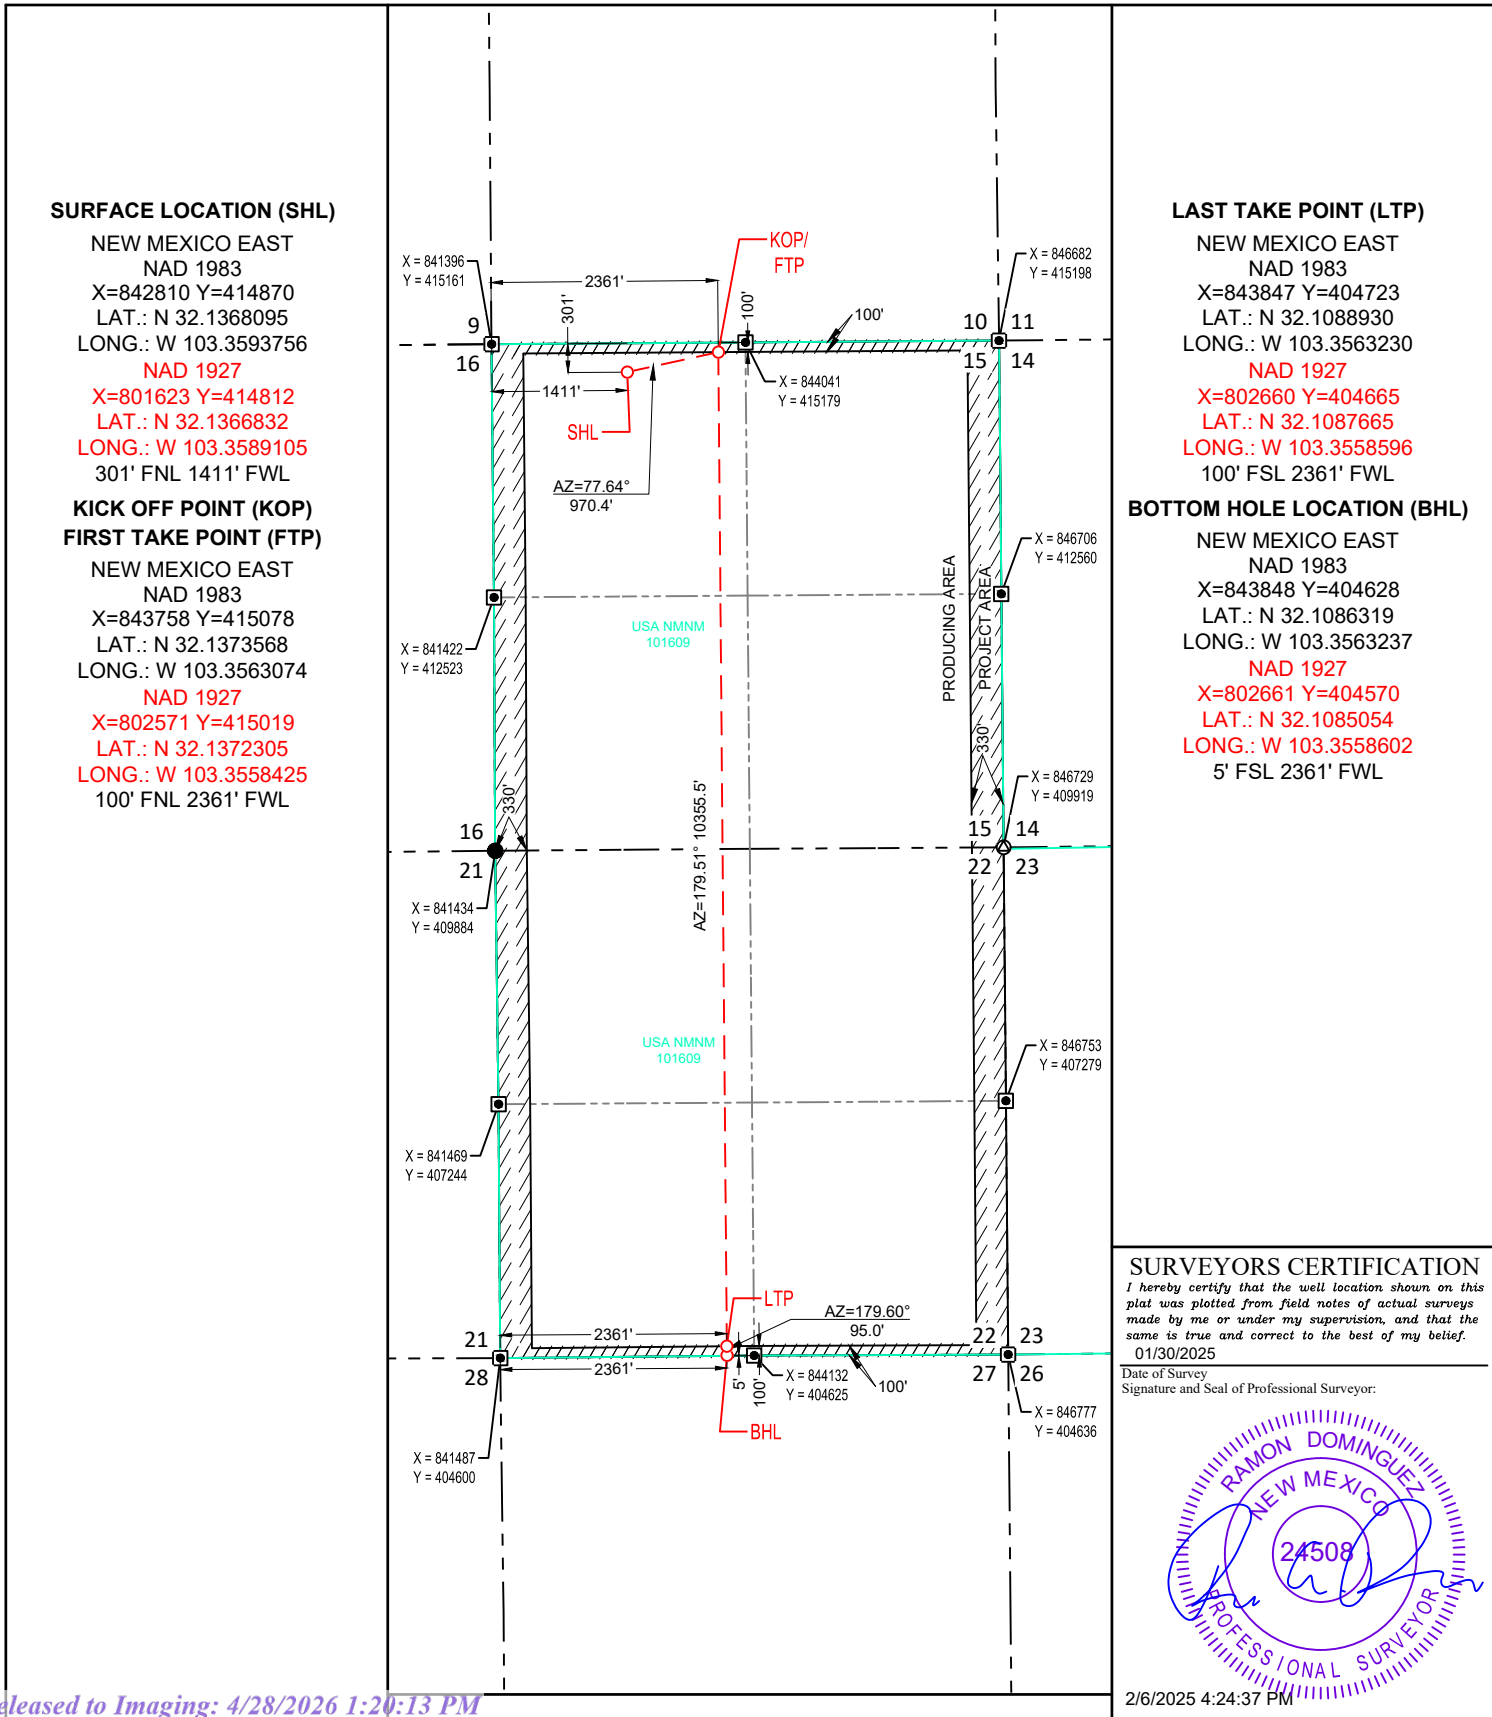 SURFACE LOCATION (SHL)
NEW MEXICO EAST
NAD 1983
X=842810 Y=414870
LAT.: N 32.1368095
LONG.: W 103.3593756
NAD 1927
X=801623 Y=414812
LAT.: N 32.1366832
LONG.: W 103.3589105
301' FNL 1411' FWL
KICK OFF POINT (KOP)
FIRST TAKE POINT (FTP)
NEW MEXICO EAST
NAD 1983
X=843758 Y=415078
LAT.: N 32.1373568
LONG.: W 103.3563074
NAD 1927
X=802571 Y=415019
LAT.: N 32.1372305
LONG.: W 103.3558425
100' FNL 2361' FWL
KOP/
FTP
X = 841396
Y = 415161
X = 846682
Y = 415198
2361'
301'
100'
100'
9
10
11
16
15
14
1411'
X = 844041
Y = 415179
SHL
AZ=77.64°
970.4'
X = 846706
Y = 412560
PRODUCING AREA
PROJECT AREA
USA NMNM
101609
X = 841422
Y = 412523
330'
330'
X = 846729
Y = 409919
AZ=179.51° 10355.5'
16
15
14
21
22
23
X = 841434
Y = 409884
USA NMNM
101609
X = 846753
Y = 407279
X = 841469
Y = 407244
LTP
AZ=179.60°
95.0'
21
2361'
22
23
28
2361'
27
26
5'
100'
X = 844132
Y = 404625
100'
BHL
X = 846777
Y = 404636
X = 841487
Y = 404600
LAST TAKE POINT (LTP)
NEW MEXICO EAST
NAD 1983
X=843847 Y=404723
LAT.: N 32.1088930
LONG.: W 103.3563230
NAD 1927
X=802660 Y=404665
LAT.: N 32.1087665
LONG.: W 103.3558596
100' FSL 2361' FWL
BOTTOM HOLE LOCATION (BHL)
NEW MEXICO EAST
NAD 1983
X=843848 Y=404628
LAT.: N 32.1086319
LONG.: W 103.3563237
NAD 1927
X=802661 Y=404570
LAT.: N 32.1085054
LONG.: W 103.3558602
5' FSL 2361' FWL
SURVEYORS CERTIFICATION
I hereby certify that the well location shown on this
plat was plotted from field notes of actual surveys
made by me or under my supervision, and that the
same is true and correct to the best of my belief.
01/30/2025
Date of Survey
Signature and Seal of Professional Surveyor:
RAMON DOMINGUEZ
NEW MEXICO
24508
PROFESSIONAL SURVEYOR
2/6/2025 4:24:37 PM
eleased to Imaging: 4/28/2026 1:20:13 PM